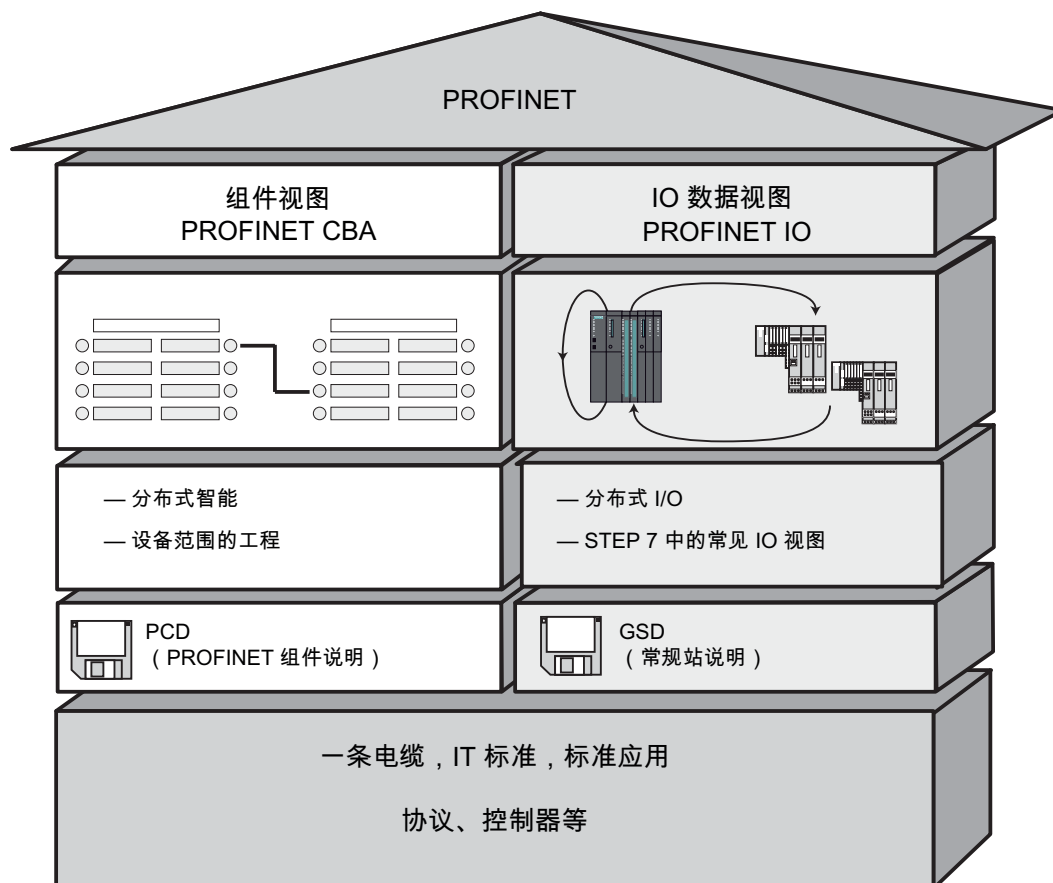 PROFINET
组件视图
PROFINET CBA
IO 数据视图
PROFINET IO
— 分布式智能
— 设备范围的工程
— 分布式 I/O
— STEP 7 中的常见 IO 视图
PCD
（PROFINET 组件说明）
GSD
（常规站说明）
一条电缆，IT 标准，标准应用
协议、控制器等